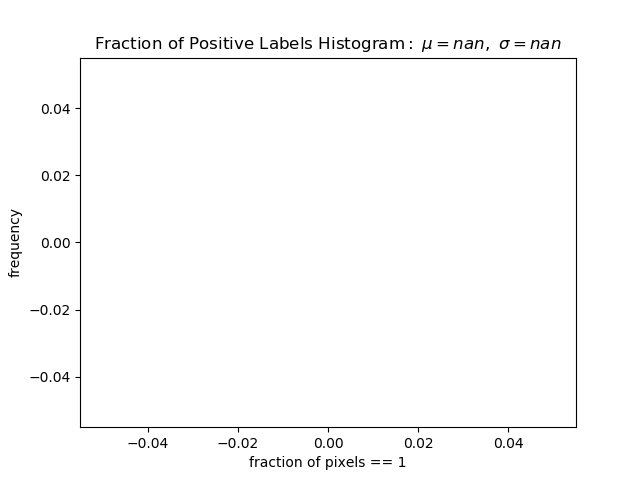 Fraction of Positive Labels Histogram: μ = nan, σ = nan
0.04
0.02
0.00
−0.02
−0.04
frequency
−0.04 −0.02 0.00 0.02 0.04
fraction of pixels == 1